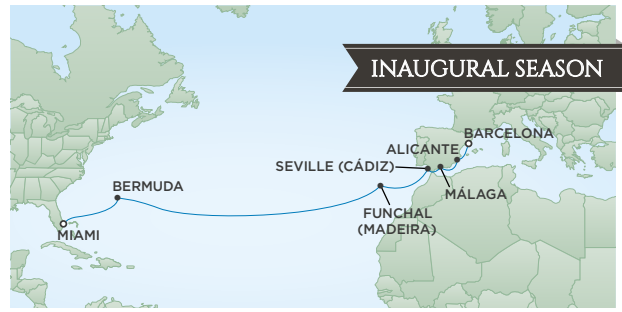 INAUGURAL SEASON
BARCELONA
ALICANTE
SEVILLE (CÁDIZ)
MÁLAGA
BERMUDA
FUNCHAL
(MADEIRA)
MIAMI